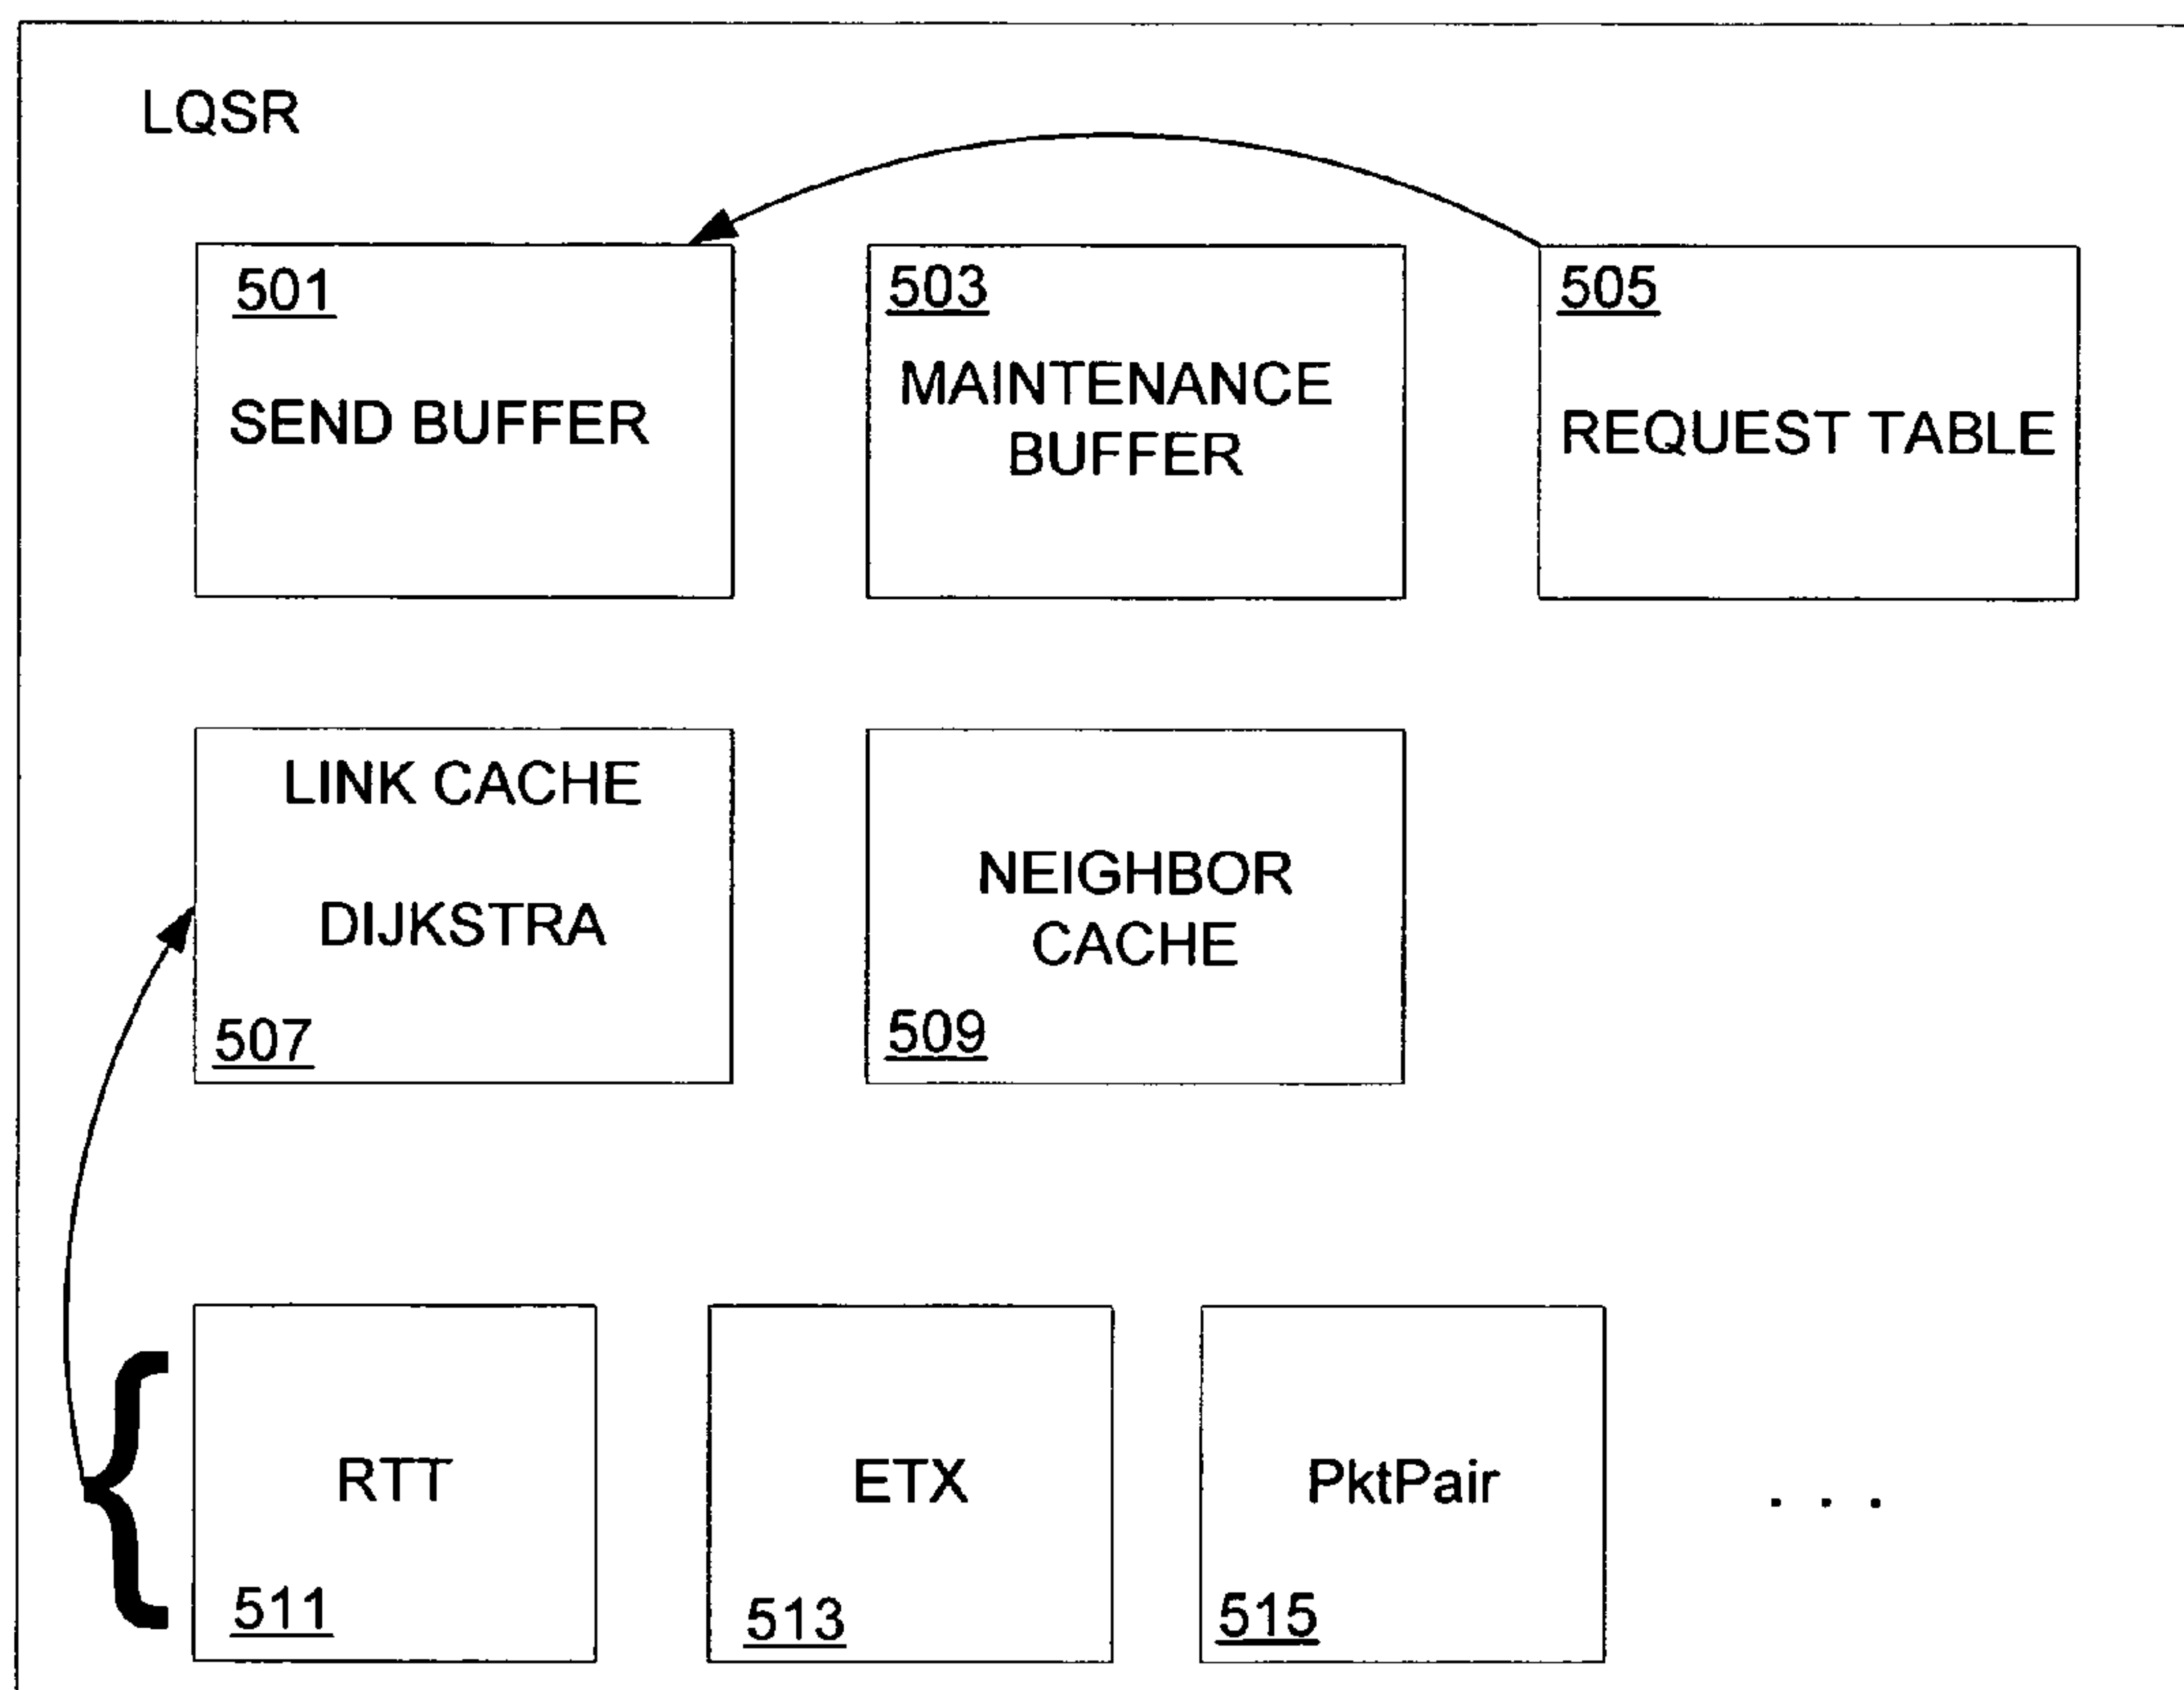 LQSR
501
SEND BUFFER
503
MAINTENANCE
BUFFER
505
REQUEST TABLE
LINK CACHE
DIJKSTRA
507
NEIGHBOR
CACHE
509
RTT
511
ETX
513
PktPair
515
. . .